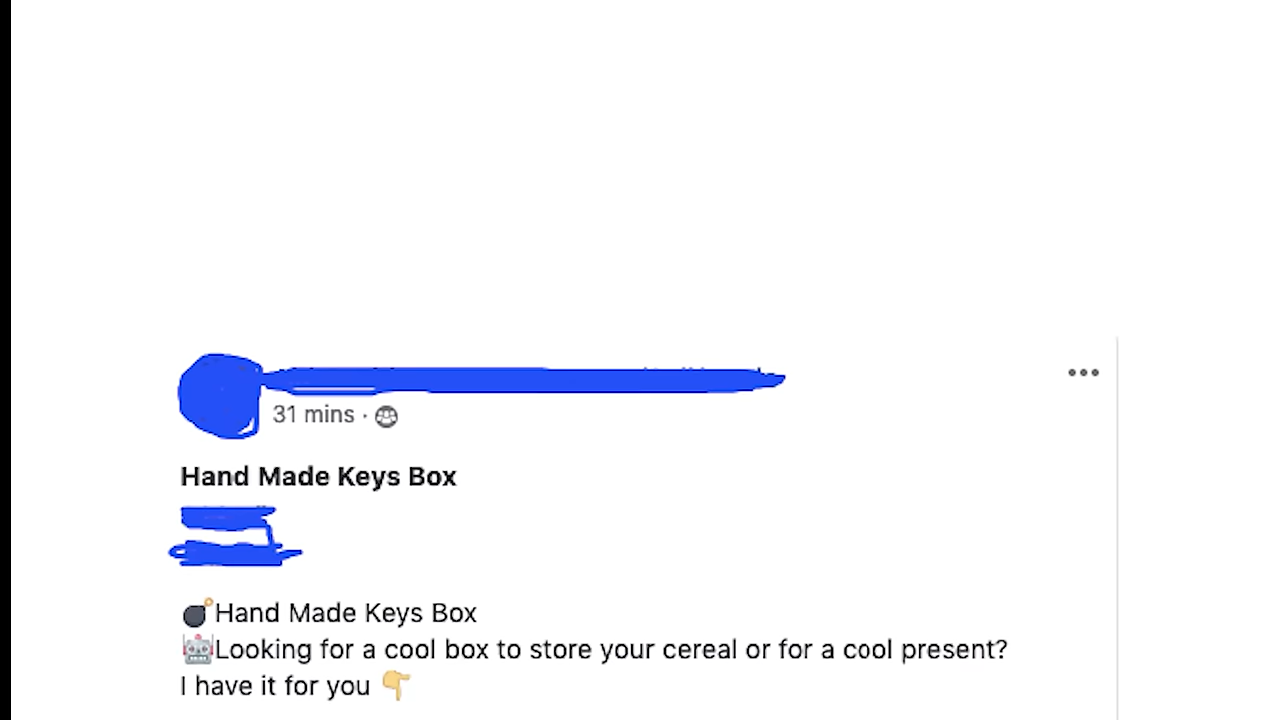 31 mins ·
Hand Made Keys Box
💣Hand Made Keys Box
🤖Looking for a cool box to store your cereal or for a cool present?
I have it for you 👇